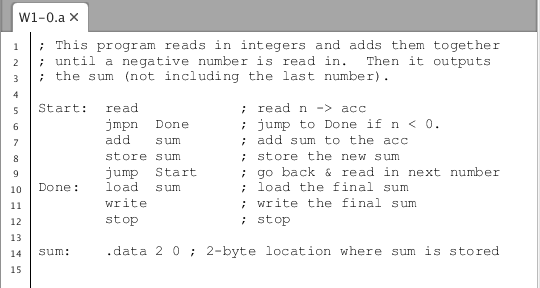 W1-0.a ×
1 ; This program reads in integers and adds them together
2 ; until a negative number is read in.  Then it outputs
3 ; the sum (not including the last number).
4
5 Start:  read            ; read n -> acc
6         jmpn  Done      ; jump to Done if n < 0.
7         add   sum       ; add sum to the acc
8         store sum       ; store the new sum
9         jump  Start     ; go back & read in next number
10 Done:   load  sum       ; load the final sum
11         write           ; write the final sum
12         stop            ; stop
13
14 sum:    .data 2 0 ; 2-byte location where sum is stored
15